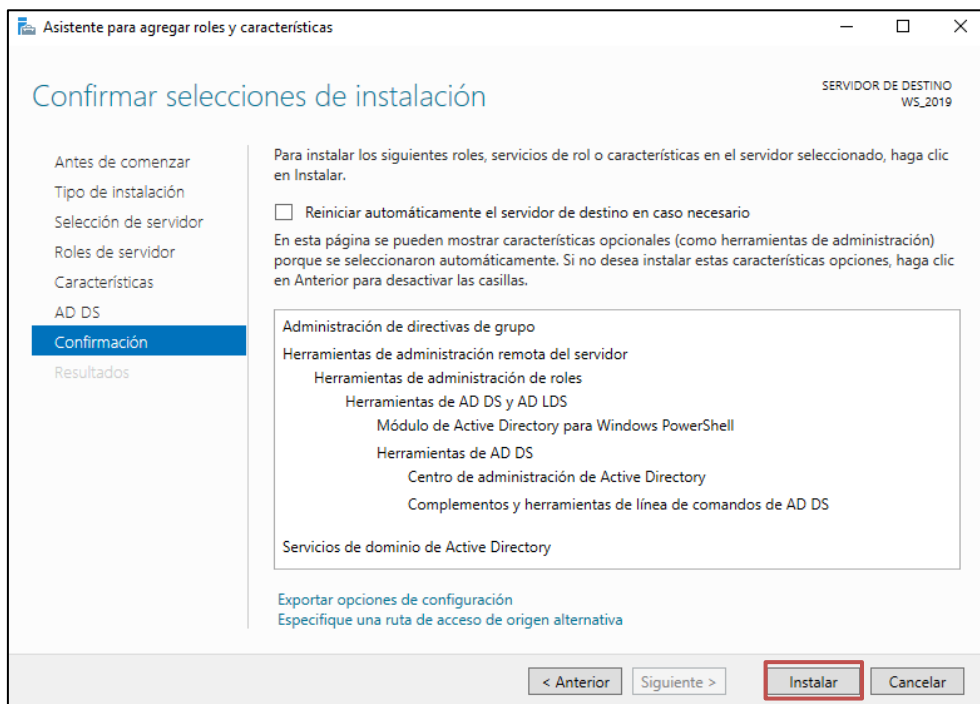 Asistente para agregar roles y características
Confirmar selecciones de instalación
SERVIDOR DE DESTINO
WS_2019
Antes de comenzar
Tipo de instalación
Selección de servidor
Roles de servidor
Características
AD DS
Confirmación
Resultados
Para instalar los siguientes roles, servicios de rol o características en el servidor seleccionado, haga clic
en Instalar.
Reiniciar automáticamente el servidor de destino en caso necesario
En esta página se pueden mostrar características opcionales (como herramientas de administración)
porque se seleccionaron automáticamente. Si no desea instalar estas características opciones, haga clic
en Anterior para desactivar las casillas.
Administración de directivas de grupo
Herramientas de administración remota del servidor
Herramientas de administración de roles
Herramientas de AD DS y AD LDS
Módulo de Active Directory para Windows PowerShell
Herramientas de AD DS
Centro de administración de Active Directory
Complementos y herramientas de línea de comandos de AD DS
Servicios de dominio de Active Directory
Exportar opciones de configuración
Especifique una ruta de acceso de origen alternativa
< Anterior
Siguiente >
Instalar
Cancelar